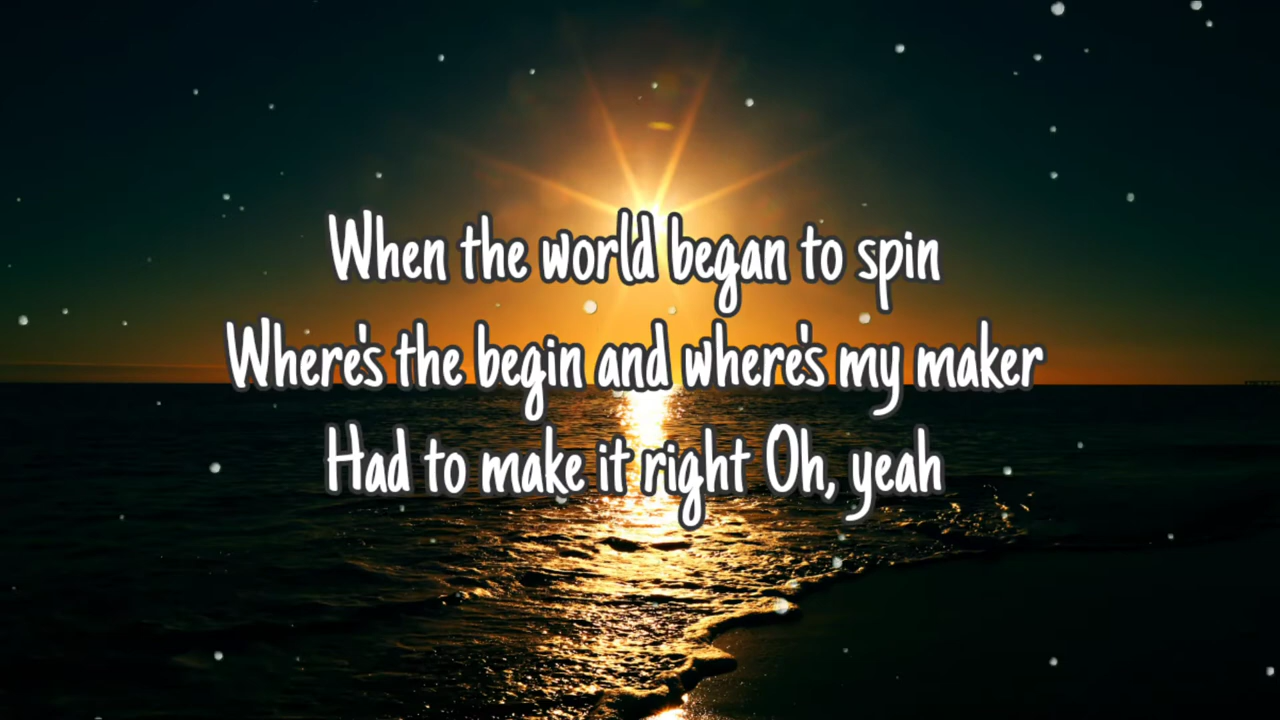 When the world began to spin
Where's the begin and where's my maker
Had to make it right Oh, yeah